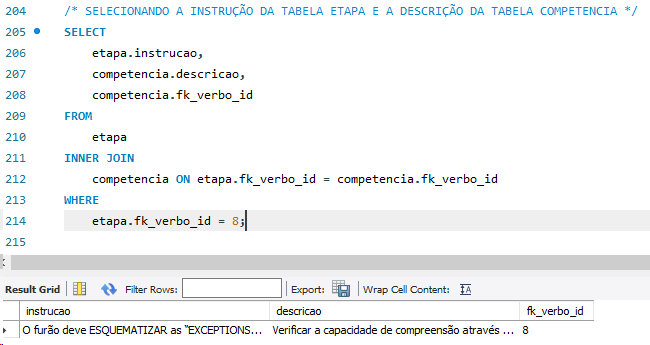 204 /* SELECIONANDO A INSTRUÇÃO DA TABELA ETAPA E A DESCRIÇÃO DA TABELA COMPETENCIA */
205 SELECT
206 etapa.instrucao,
207 competencia.descricao,
208 competencia.fk_verbo_id
209 FROM
210 etapa
211 INNER JOIN
212 competencia ON etapa.fk_verbo_id = competencia.fk_verbo_id
213 WHERE
214 etapa.fk_verbo_id = 8;
215
Result Grid Filter Rows: Export: Wrap Cell Content: IA
instrucao descricao fk_verbo_id
O furão deve ESQUEMATIZAR as "EXCEPTIONS... Verificar a capacidade de compreensão através ... 8